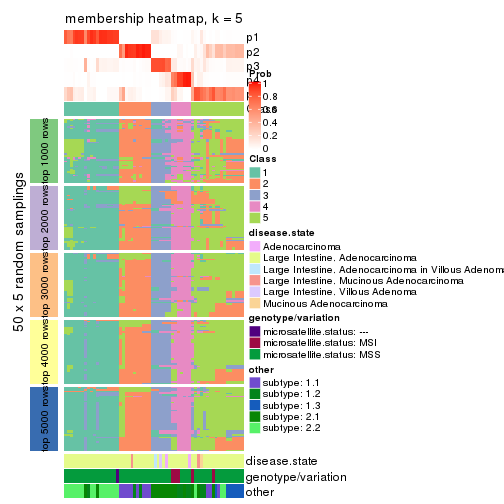 membership heatmap, k = 5
p1
p2
p3
p4
Prob
1
0.8
0.6
0.4
0.2
0
Class
1
2
3
4
5
disease.state
Adenocarcinoma
Large Intestine. Adenocarcinoma
Large Intestine. Adenocarcinoma in Villous Adenom
Large Intestine. Mucinous Adenocarcinoma
Large Intestine. Villous Adenoma
Mucinous Adenocarcinoma
genotype/variation
microsatellite.status: ---
microsatellite.status: MSI
microsatellite.status: MSS
other
subtype: 1.1
subtype: 1.2
subtype: 1.3
subtype: 2.1
subtype: 2.2
50 x 5 random samplings
top 1000 rows
top 2000 rows
top 3000 rows
top 4000 rows
top 5000 rows
disease.state
genotype/variation
other